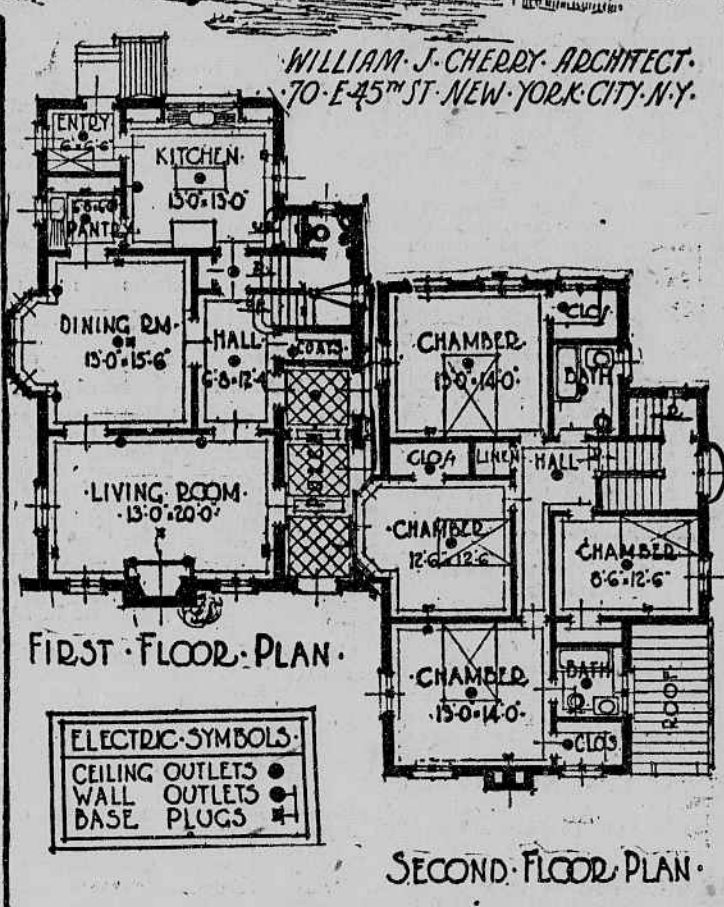 WILLIAM·J·CHERRY·ARCHITECT·
·70·E·45TH ST·NEW·YORK·CITY·N·Y·
ENTRY
6'-6"
KITCHEN·
13'-0"×13'-0"
PANTRY
DINING RM·
13'-0"×15'-6"
HALL
6'-8"×12'-4"
COATS
·LIVING ROOM·
·13'-0"×20'-0"·
PORCH
FIRST·FLOOR·PLAN·
CLOS
·CHAMBER·
13'-0"×14'-0"
BATH
D
CLOS
LINEN
HALL
D
CHAMBER
12'-6"×12'-6"
·CHAMBER
8'-6"×12'-6"
·CHAMBER·
·13'-0"×14'-0"·
BATH
ROOF
CLOS
SECOND·FLOOR·PLAN·
ELECTRIC·SYMBOLS·
CEILING OUTLETS
WALL OUTLETS
BASE PLUGS